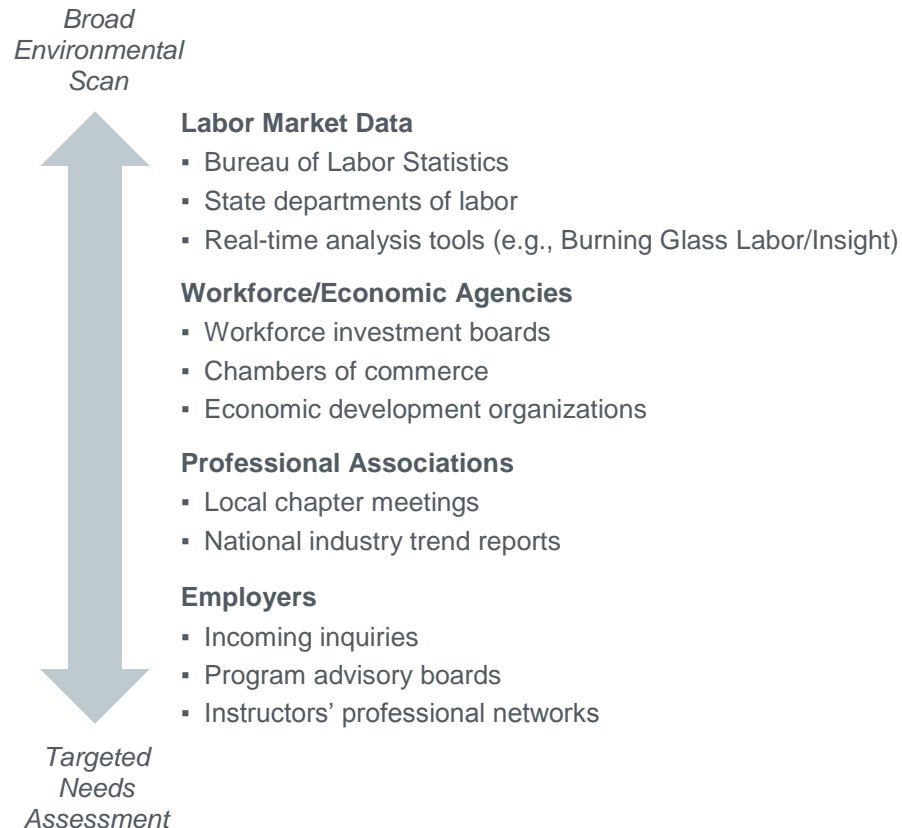 Broad
Environmental
Scan
Labor Market Data
▪ Bureau of Labor Statistics
▪ State departments of labor
▪ Real-time analysis tools (e.g., Burning Glass Labor/Insight)
Workforce/Economic Agencies
▪ Workforce investment boards
▪ Chambers of commerce
▪ Economic development organizations
Professional Associations
▪ Local chapter meetings
▪ National industry trend reports
Employers
▪ Incoming inquiries
▪ Program advisory boards
▪ Instructors’ professional networks
Targeted
Needs
Assessment